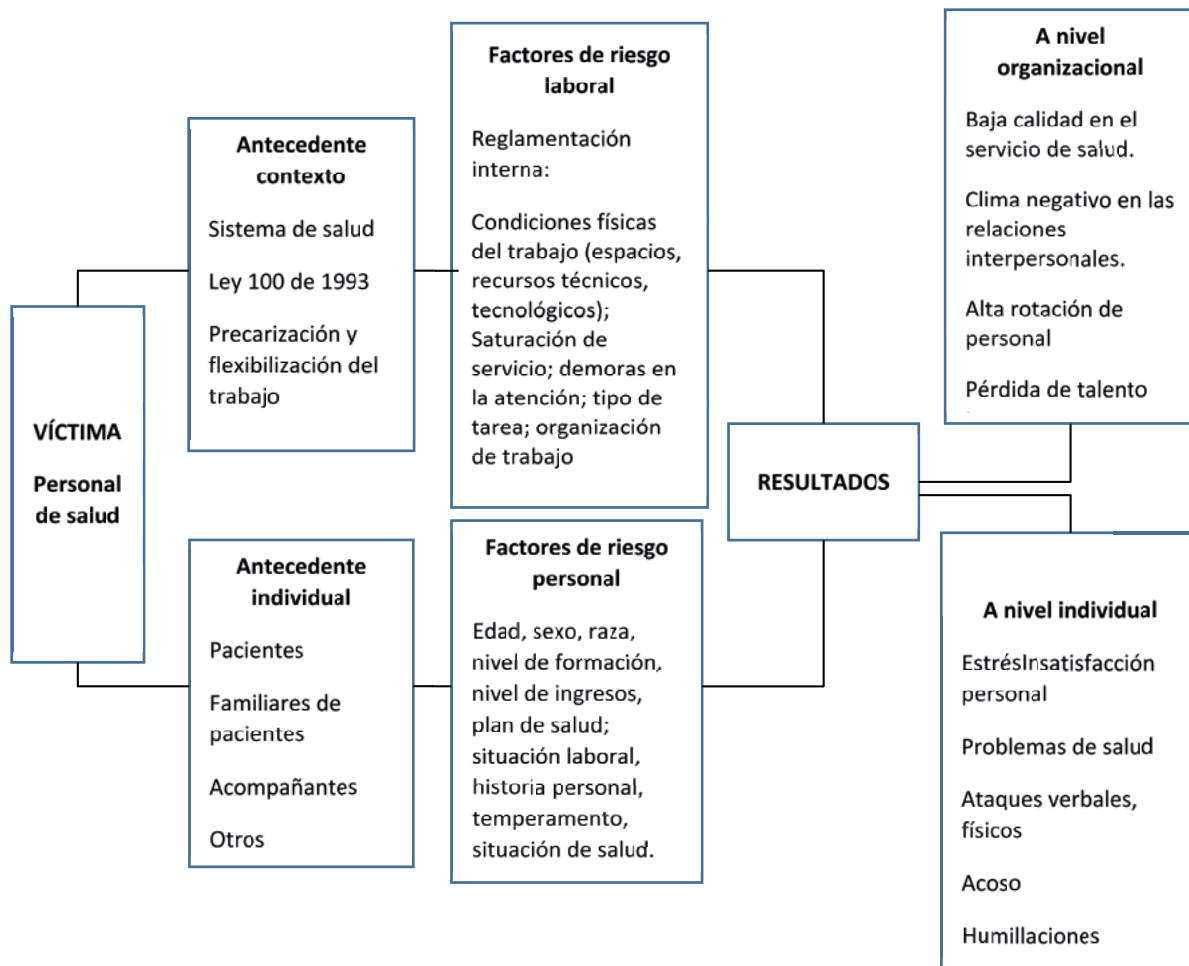 VÍCTIMA
Personal
de salud
Antecedente
contexto
Sistema de salud
Ley 100 de 1993
Precarización y
flexibilización del
trabajo
Antecedente
individual
Pacientes
Familiares de
pacientes
Acompañantes
Otros
Factores de riesgo
laboral
Reglamentación
interna:
Condiciones físicas
del trabajo (espacios,
recursos técnicos,
tecnológicos);
Saturación de
servicio; demoras en
la atención; tipo de
tarea; organización
de trabajo
Factores de riesgo
personal
Edad, sexo, raza,
nivel de formación,
nivel de ingresos,
plan de salud;
situación laboral,
historia personal,
temperamento,
situación de salud.
RESULTADOS
A nivel
organizacional
Baja calidad en el
servicio de salud.
Clima negativo en las
relaciones
interpersonales.
Alta rotación de
personal
Pérdida de talento
A nivel individual
EstrésInsatisfacción
personal
Problemas de salud
Ataques verbales,
físicos
Acoso
Humillaciones